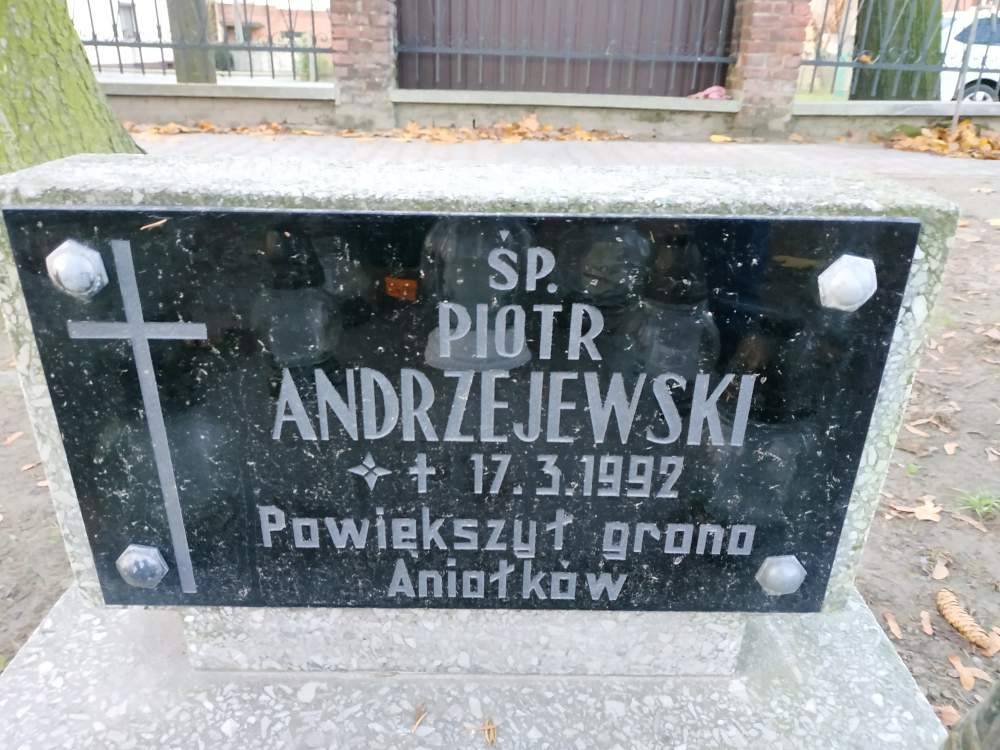 ŚP.
PIOTR
ANDRZEJEWSKI
✧ ✝ 17.3.1992
Powiększył grono
Aniołków